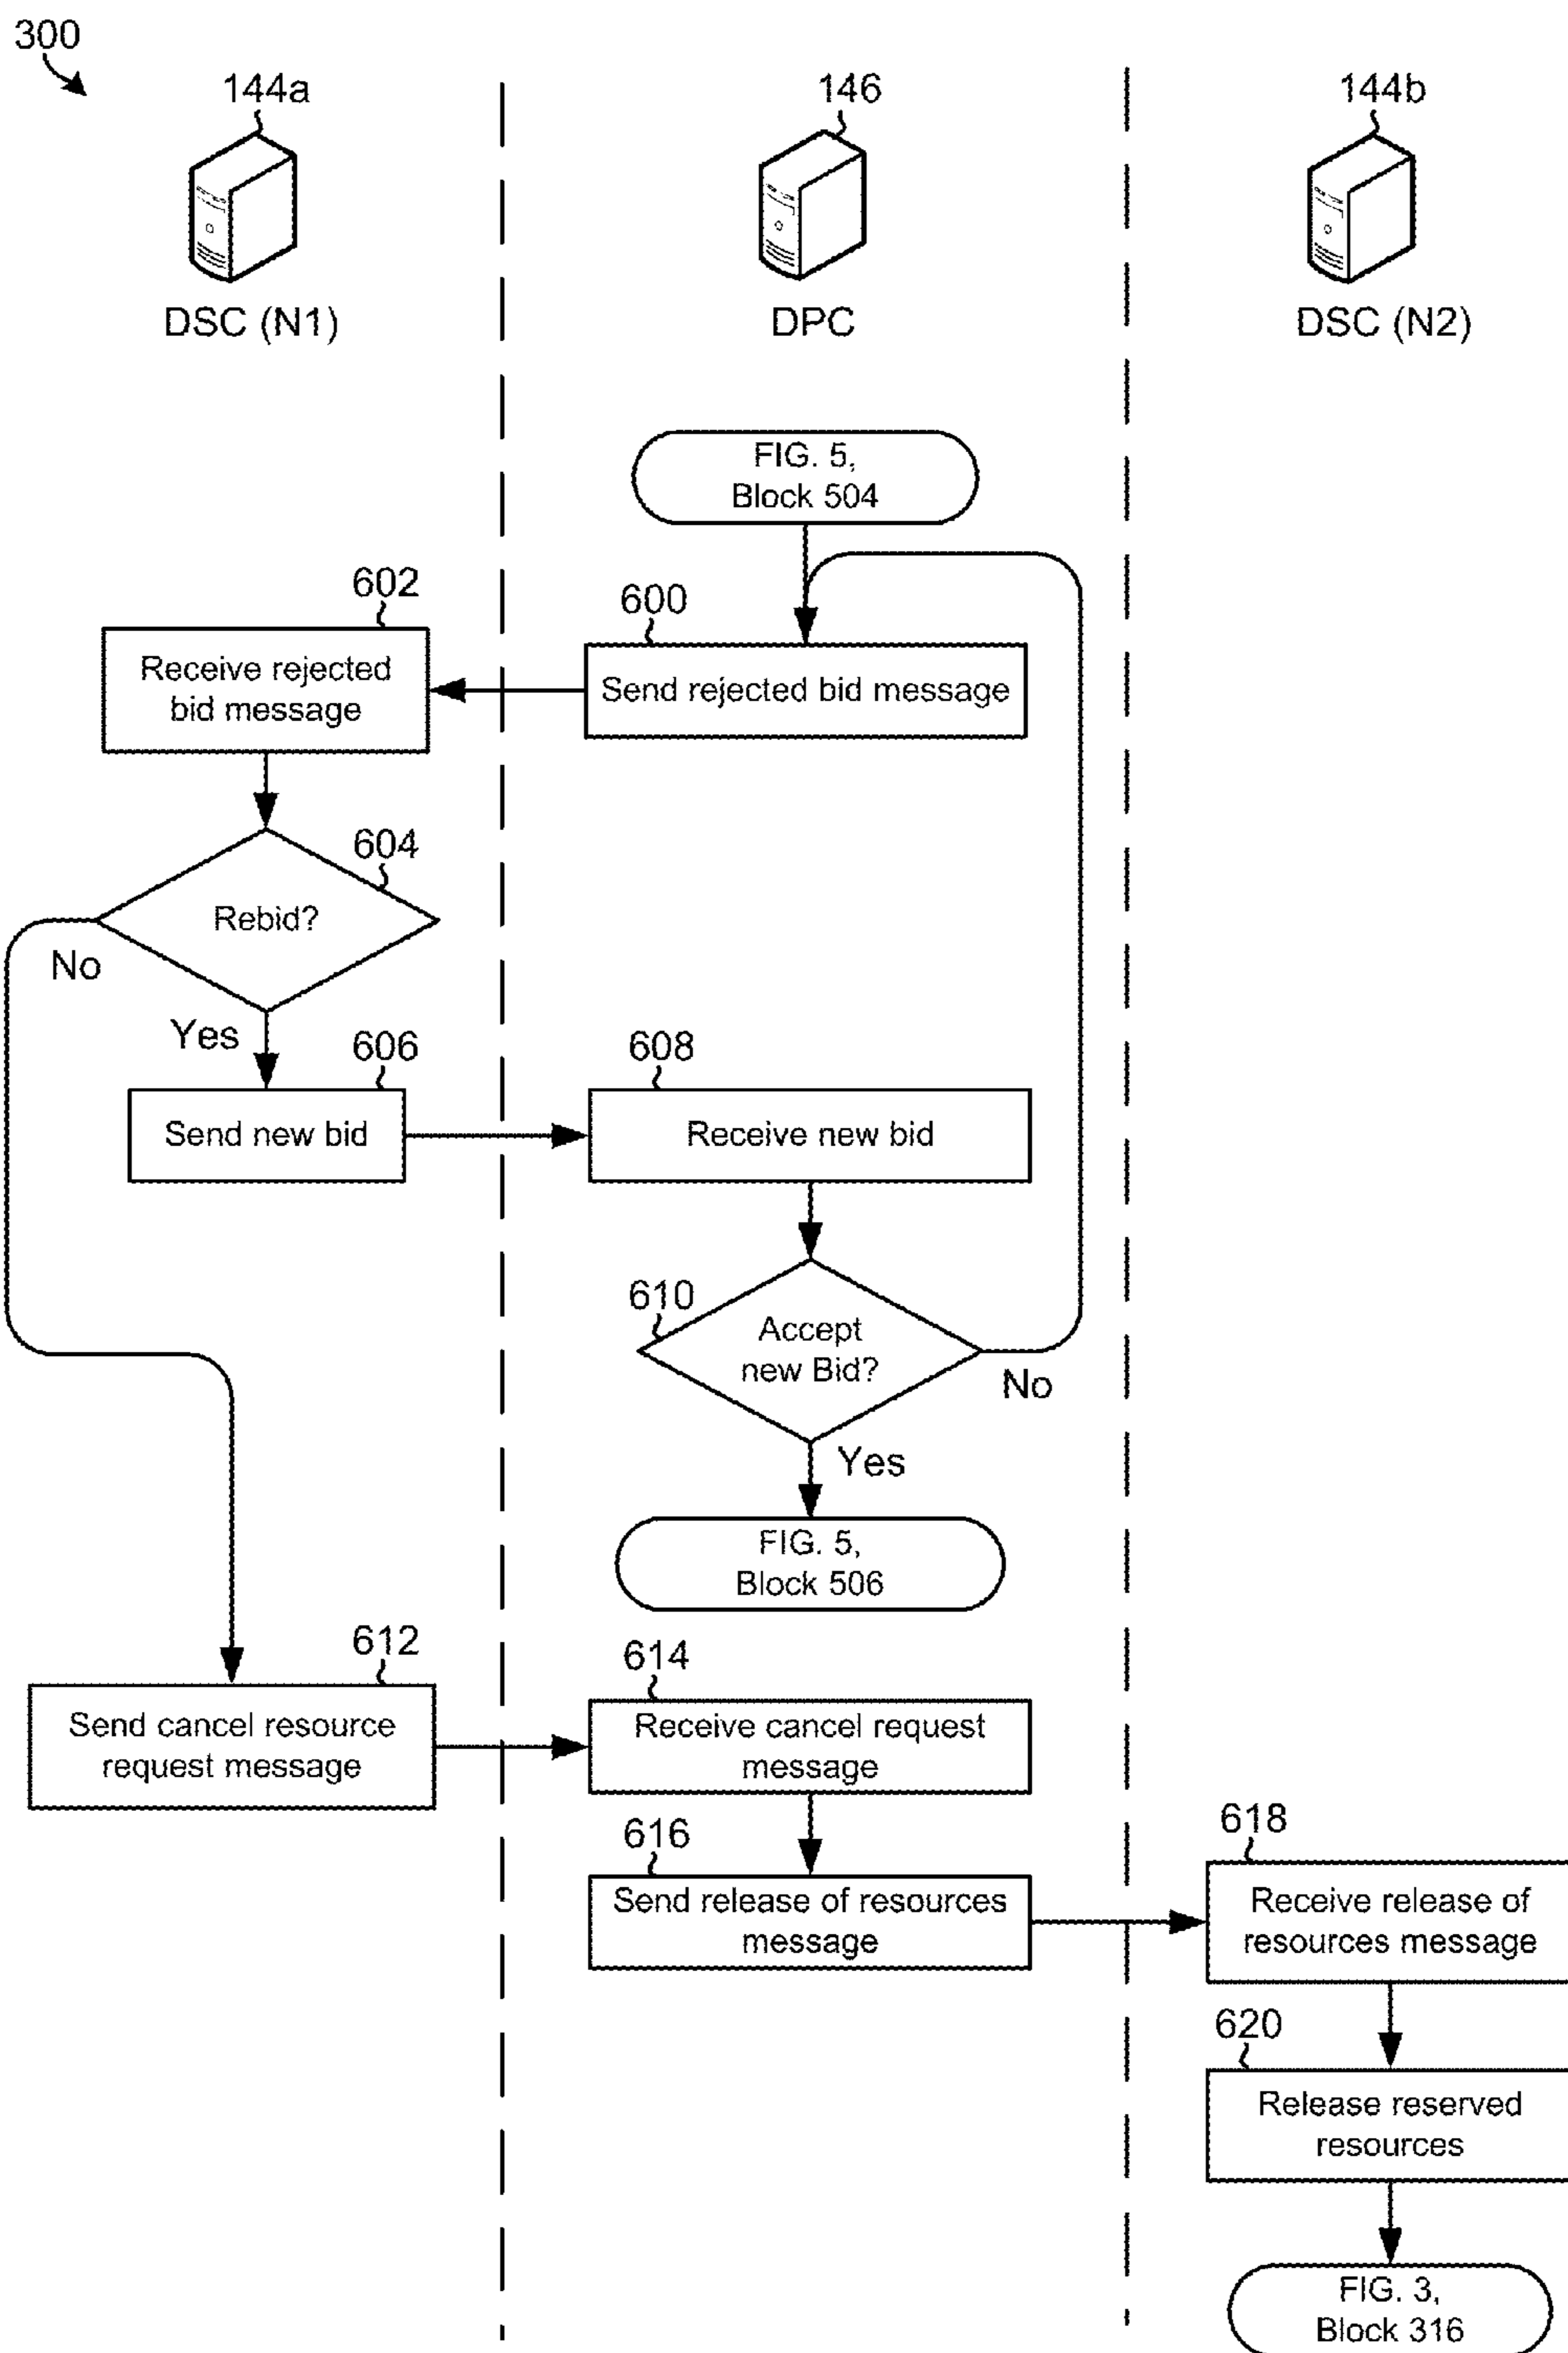 300
144a
146
144b
DSC (N1)
DPC
DSC (N2)
FIG. 5,
Block 504
602
600
Receive rejected
bid message
Send rejected bid message
604
Rebid?
No
Yes
606
608
Send new bid
Receive new bid
610
Accept
new Bid?
No
Yes
FIG. 5,
Block 506
612
614
Send cancel resource
request message
Receive cancel request
message
616
618
Send release of resources
message
Receive release of
resources message
620
Release reserved
resources
FIG. 3,
Block 316